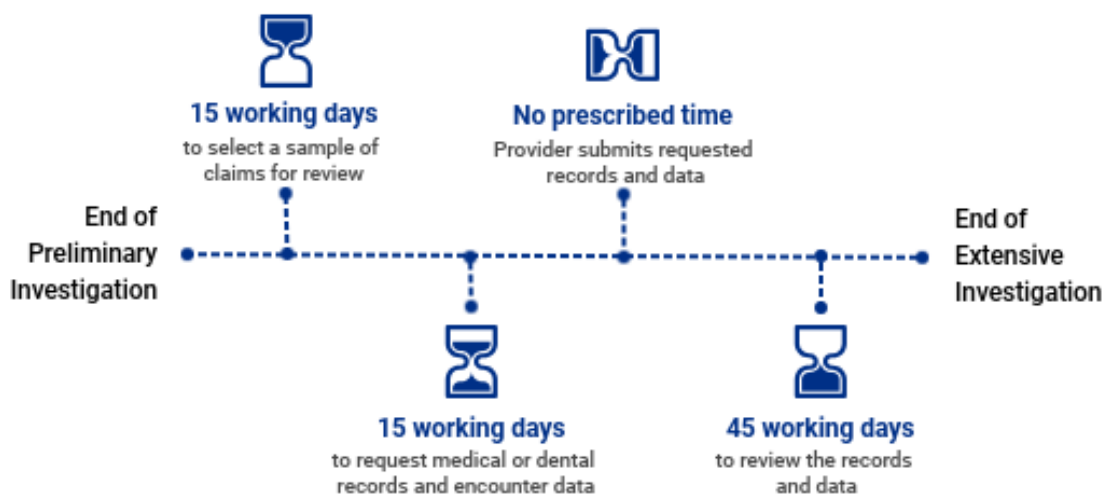 15 working days
to select a sample of
claims for review
No prescribed time
Provider submits requested
records and data
End of
Preliminary
Investigation
End of
Extensive
Investigation
15 working days
to request medical or dental
records and encounter data
45 working days
to review the records
and data